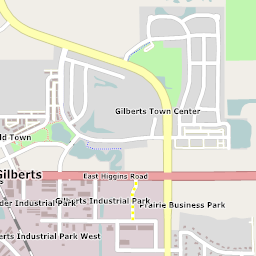 Gilberts Town Center
ld Town
Gilberts
East Higgins Road
der Industrial Park
Gilberts Industrial Park
Prairie Business Park
Gilberts Industrial Park West